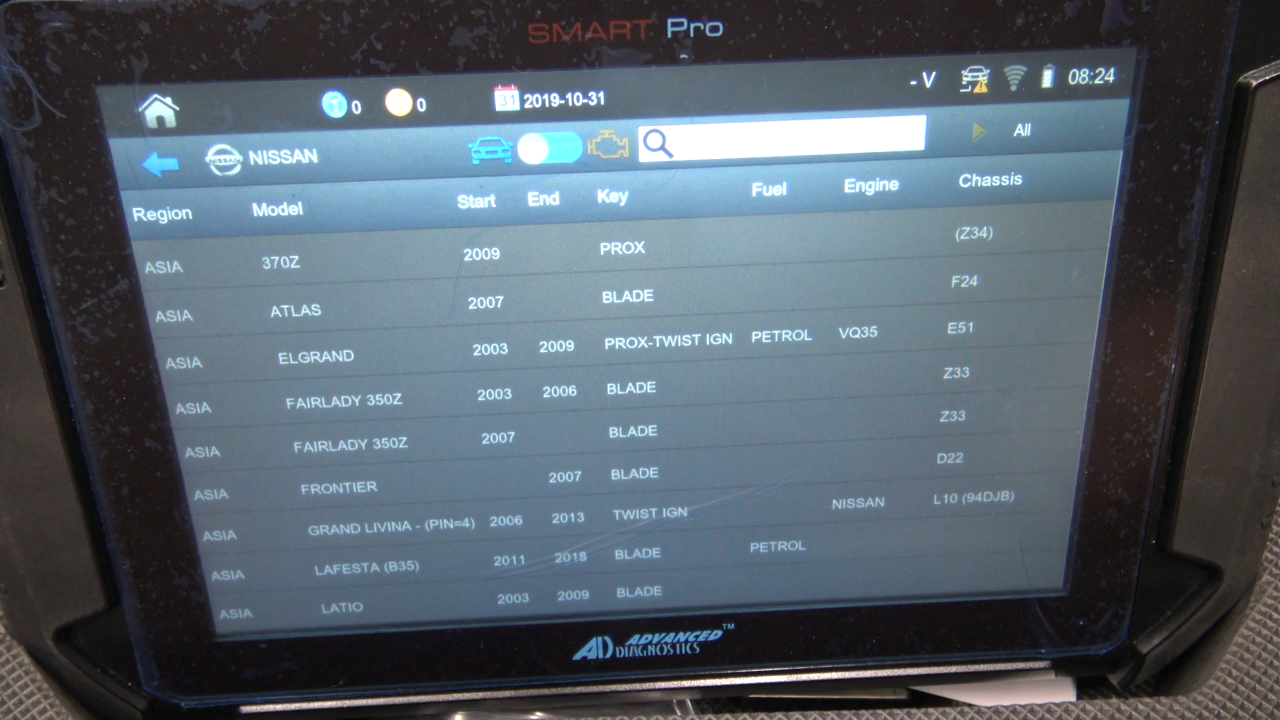 SMART Pro
0 0 31 2019-10-31 - V 08:24
NISSAN NISSAN All
Region Model Start End Key Fuel Engine Chassis
ASIA 370Z 2009 PROX (Z34)
ASIA ATLAS 2007 BLADE F24
ASIA ELGRAND 2003 2009 PROX-TWIST IGN PETROL VQ35 E51
ASIA FAIRLADY 350Z 2003 2006 BLADE Z33
ASIA FAIRLADY 350Z 2007 BLADE Z33
ASIA FRONTIER 2007 BLADE D22
ASIA GRAND LIVINA - (PIN=4) 2006 2013 TWIST IGN NISSAN L10 (94DJB)
ASIA LAFESTA (B35) 2011 2018 BLADE PETROL
ASIA LATIO 2003 2009 BLADE
AD ADVANCED DIAGNOSTICS™